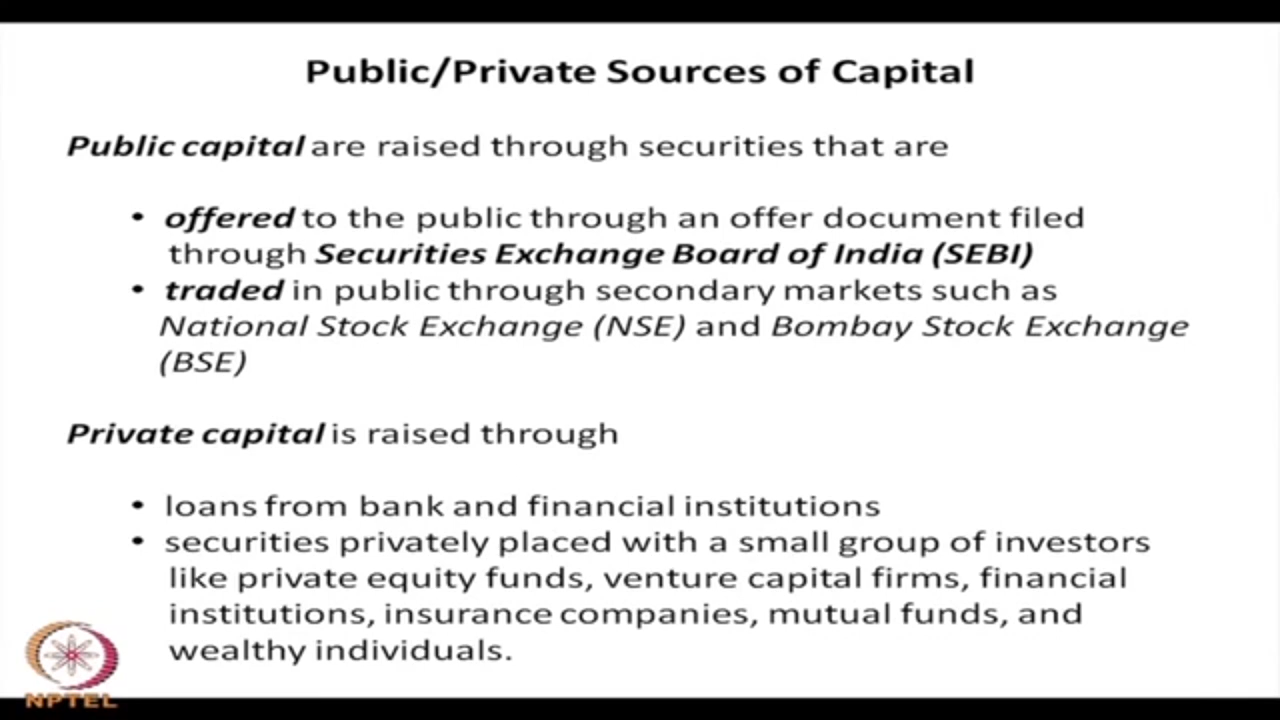 Public/Private Sources of Capital
Public capital are raised through securities that are
• offered to the public through an offer document filed
through Securities Exchange Board of India (SEBI)
• traded in public through secondary markets such as
National Stock Exchange (NSE) and Bombay Stock Exchange
(BSE)
Private capital is raised through
• loans from bank and financial institutions
• securities privately placed with a small group of investors
like private equity funds, venture capital firms, financial
institutions, insurance companies, mutual funds, and
wealthy individuals.
NPTEL